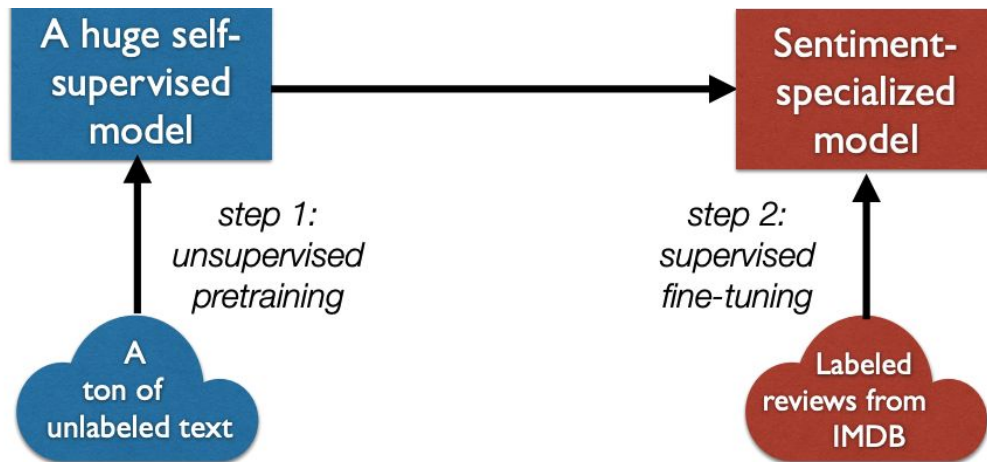 A huge self-
supervised
model
Sentiment-
specialized
model
step 1:
unsupervised
pretraining
step 2:
supervised
fine-tuning
A
ton of
unlabeled text
Labeled
reviews from
IMDB